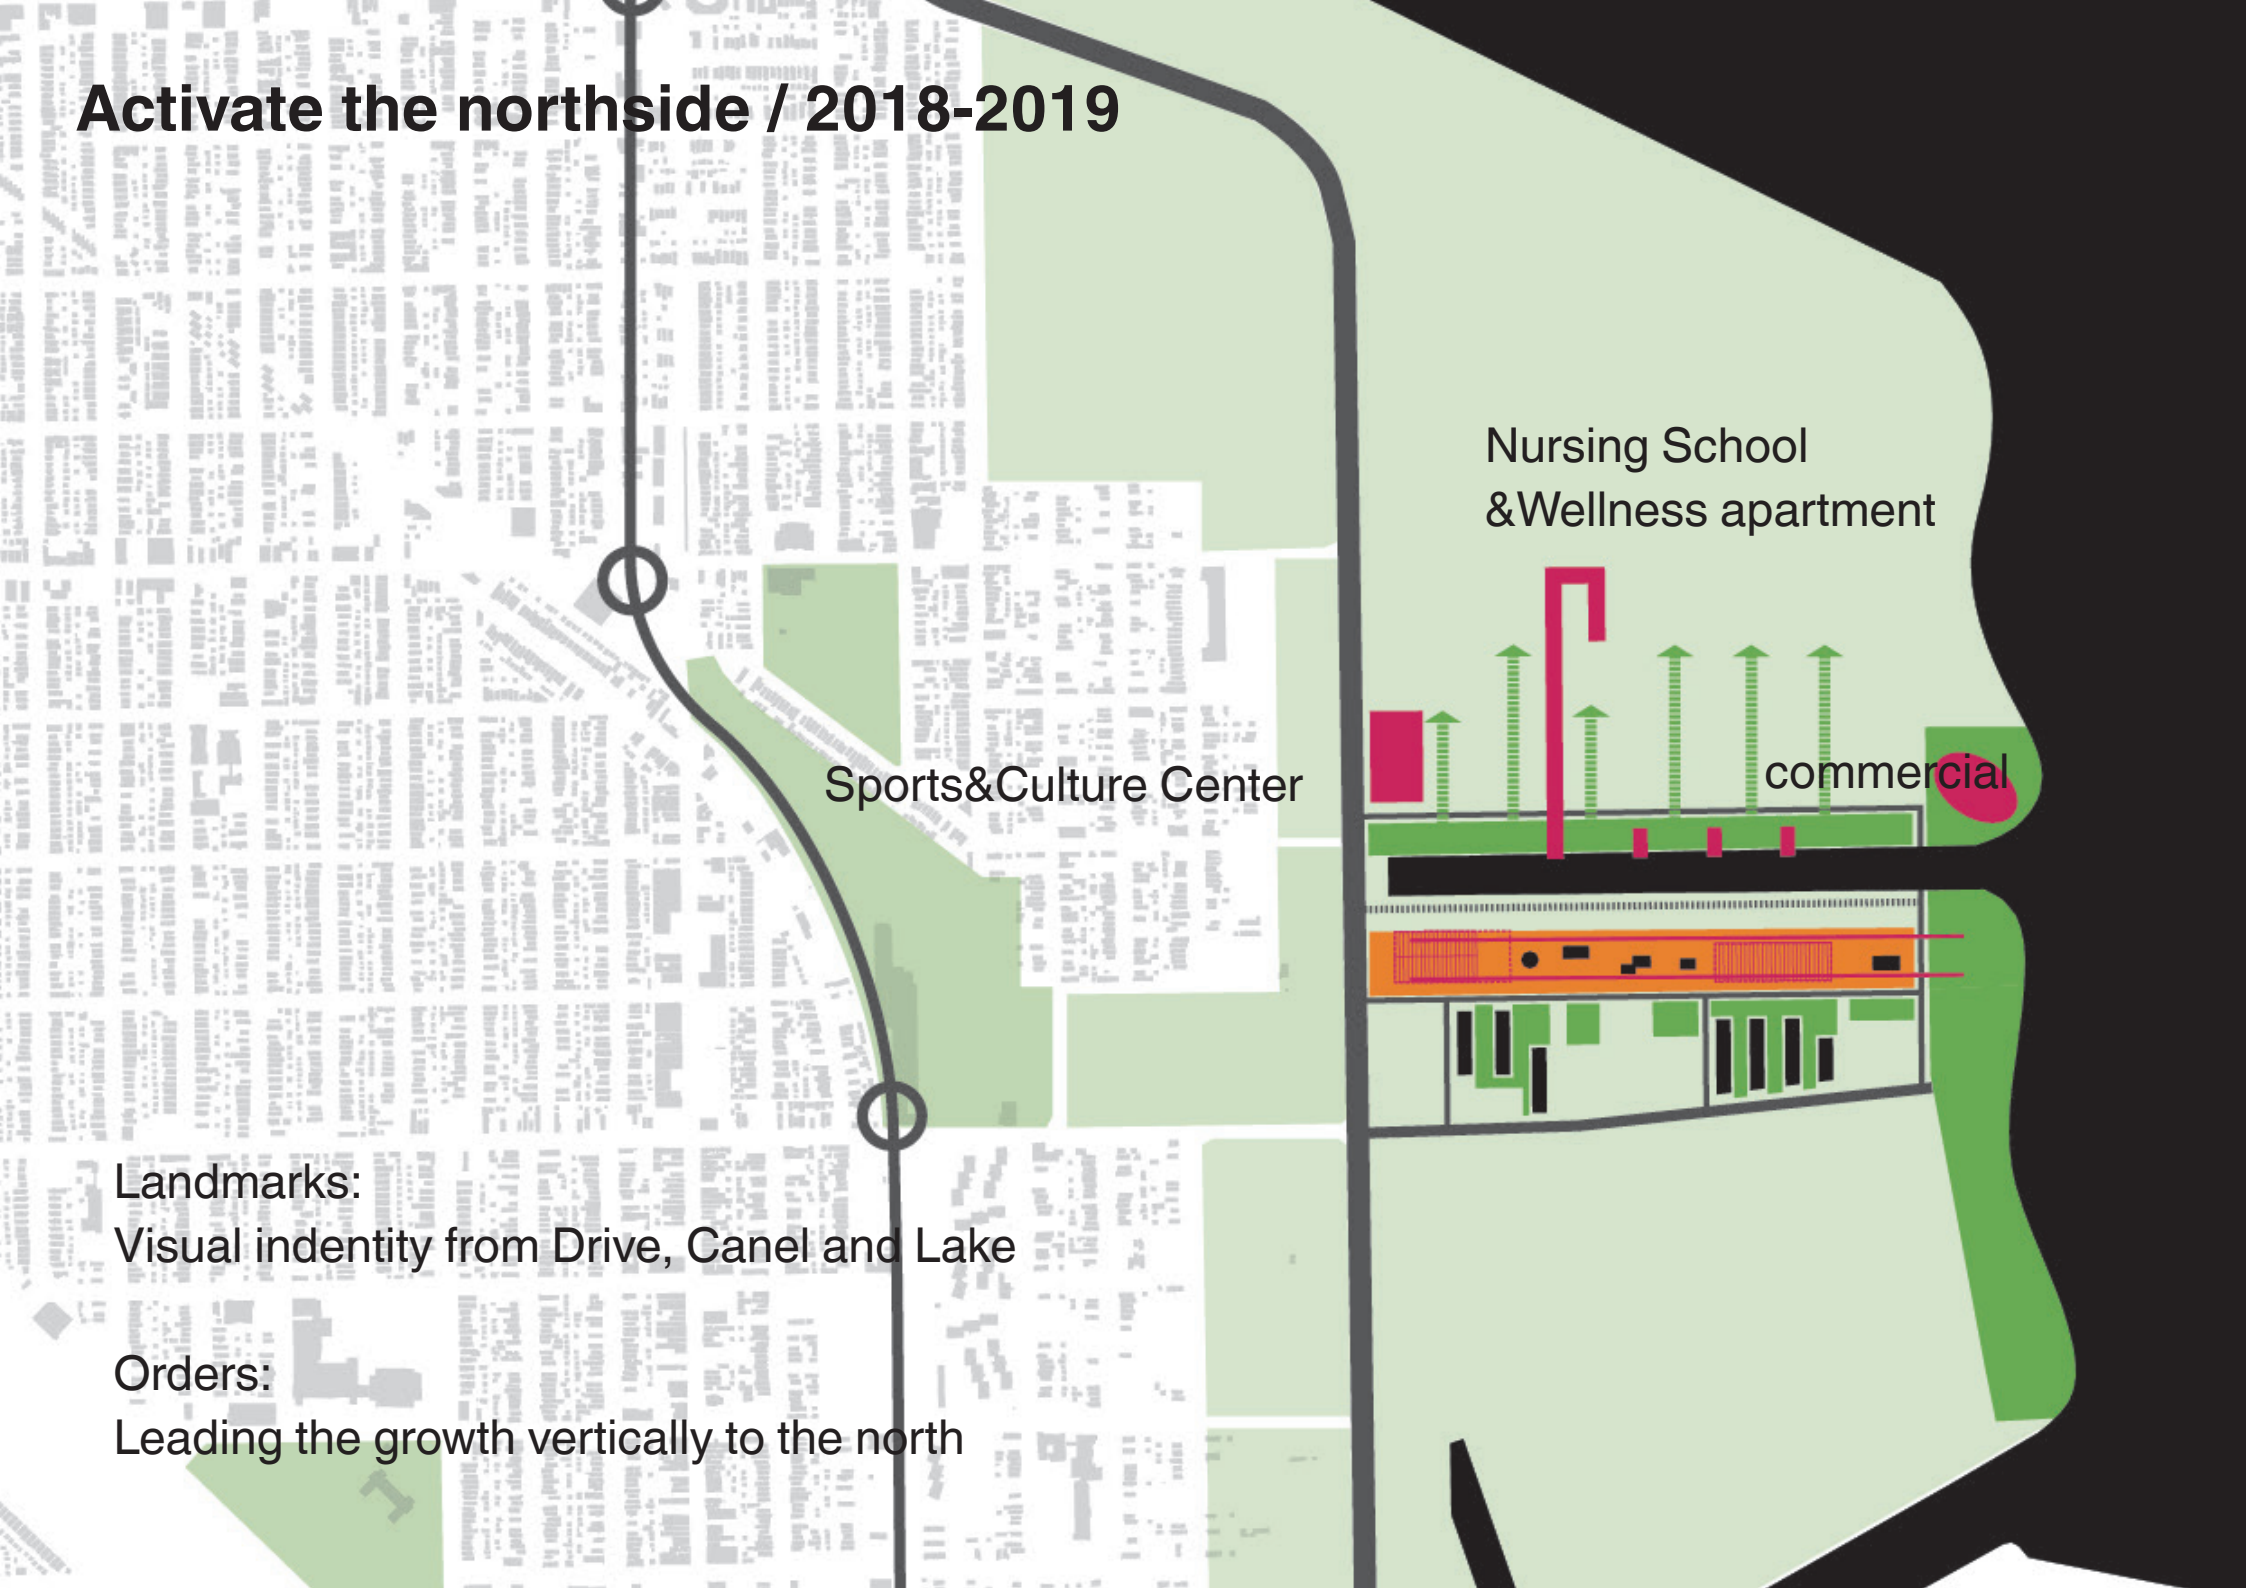 Activate the northside / 2018-2019
Nursing School
&Wellness apartment
commercial
Sports&Culture Center
Landmarks:
Visual indentity from Drive, Canel and Lake
Orders:
Leading the growth vertically to the north